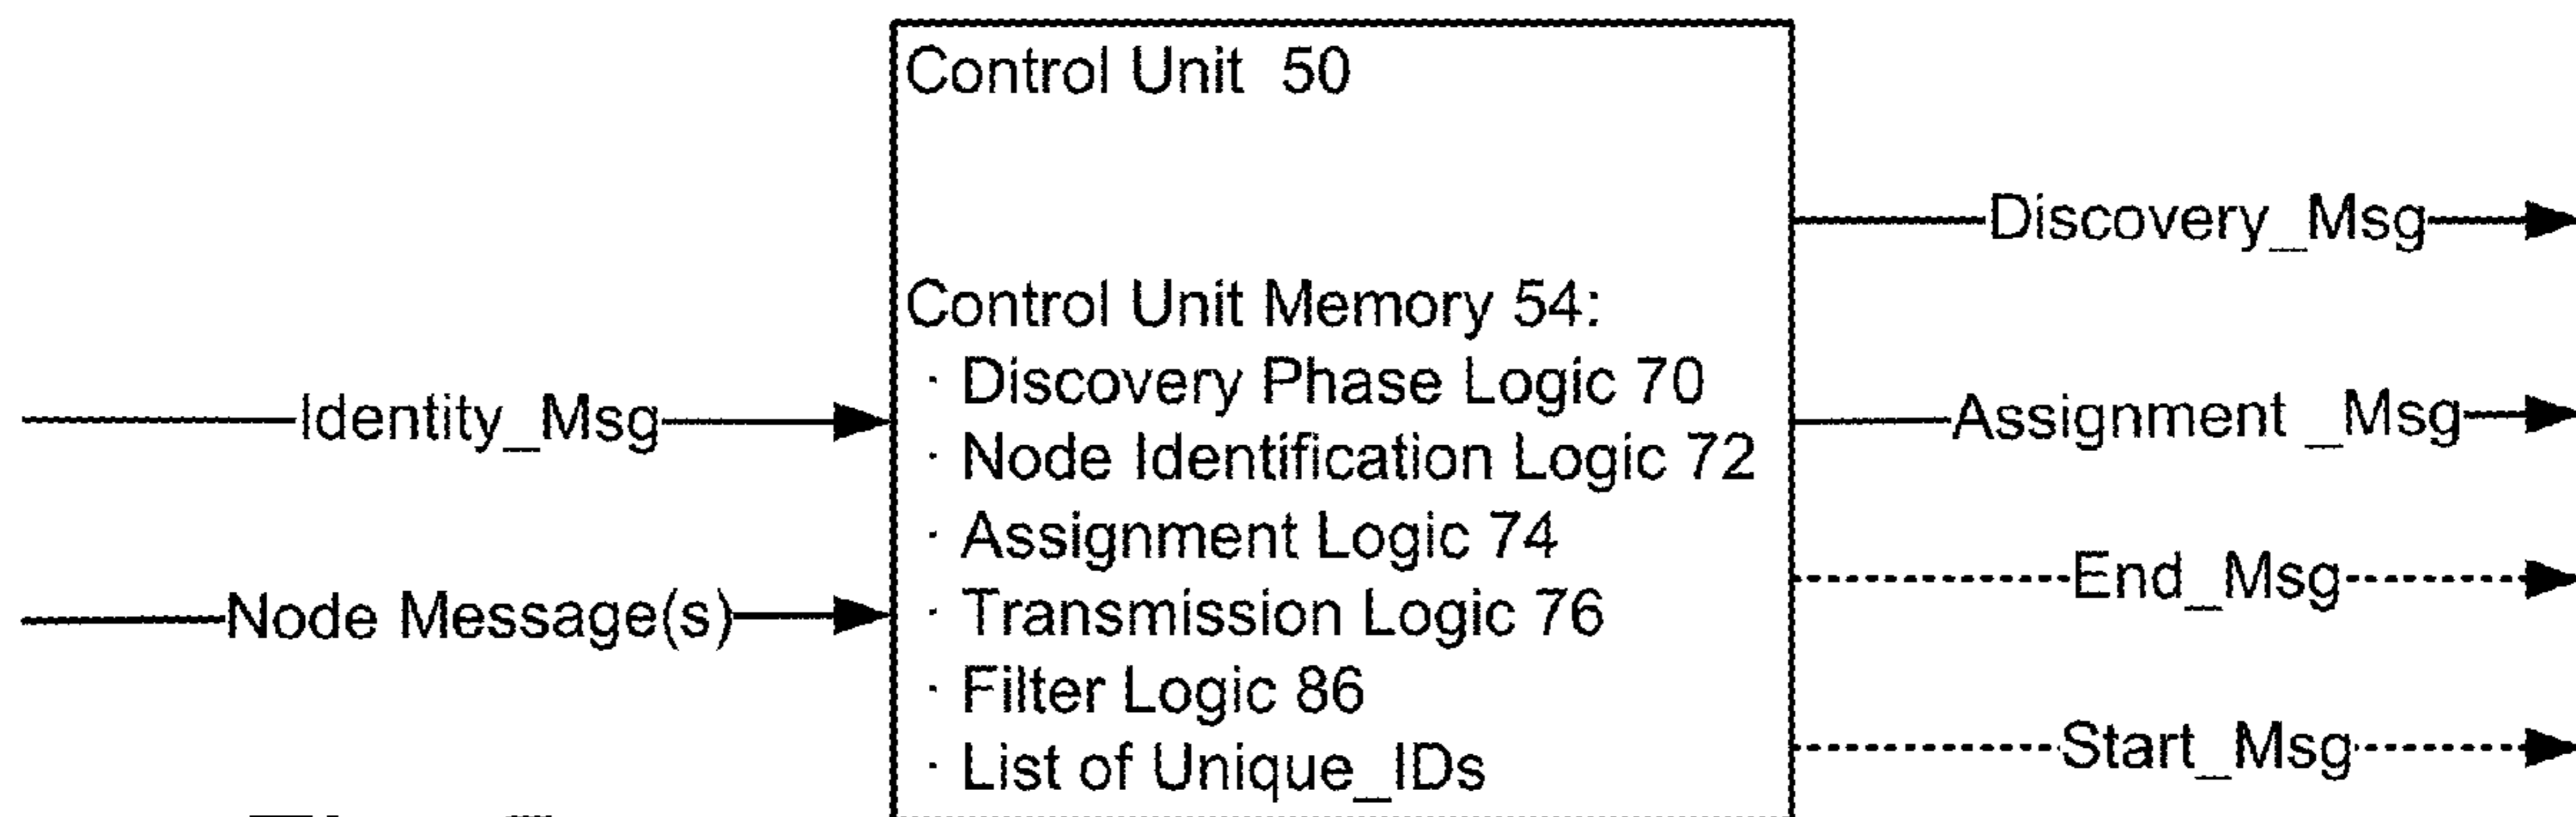 Control Unit 50
Discovery_Msg
Control Unit Memory 54:
· Discovery Phase Logic 70
Identity_Msg
Assignment _Msg
· Node Identification Logic 72
· Assignment Logic 74
End_Msg
Node Message(s)
· Transmission Logic 76
· Filter Logic 86
Start_Msg
· List of Unique_IDs